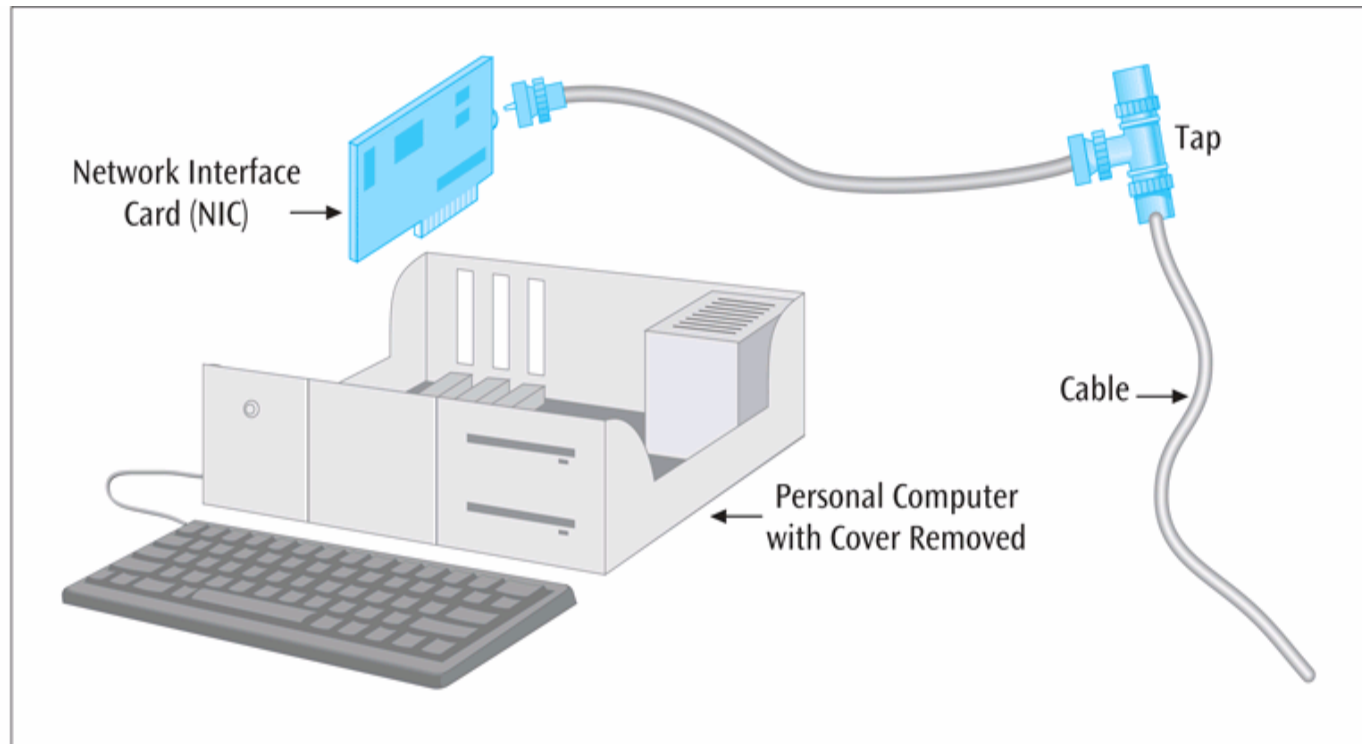 Network Interface
Card (NIC)
Tap
Cable
Personal Computer
with Cover Removed